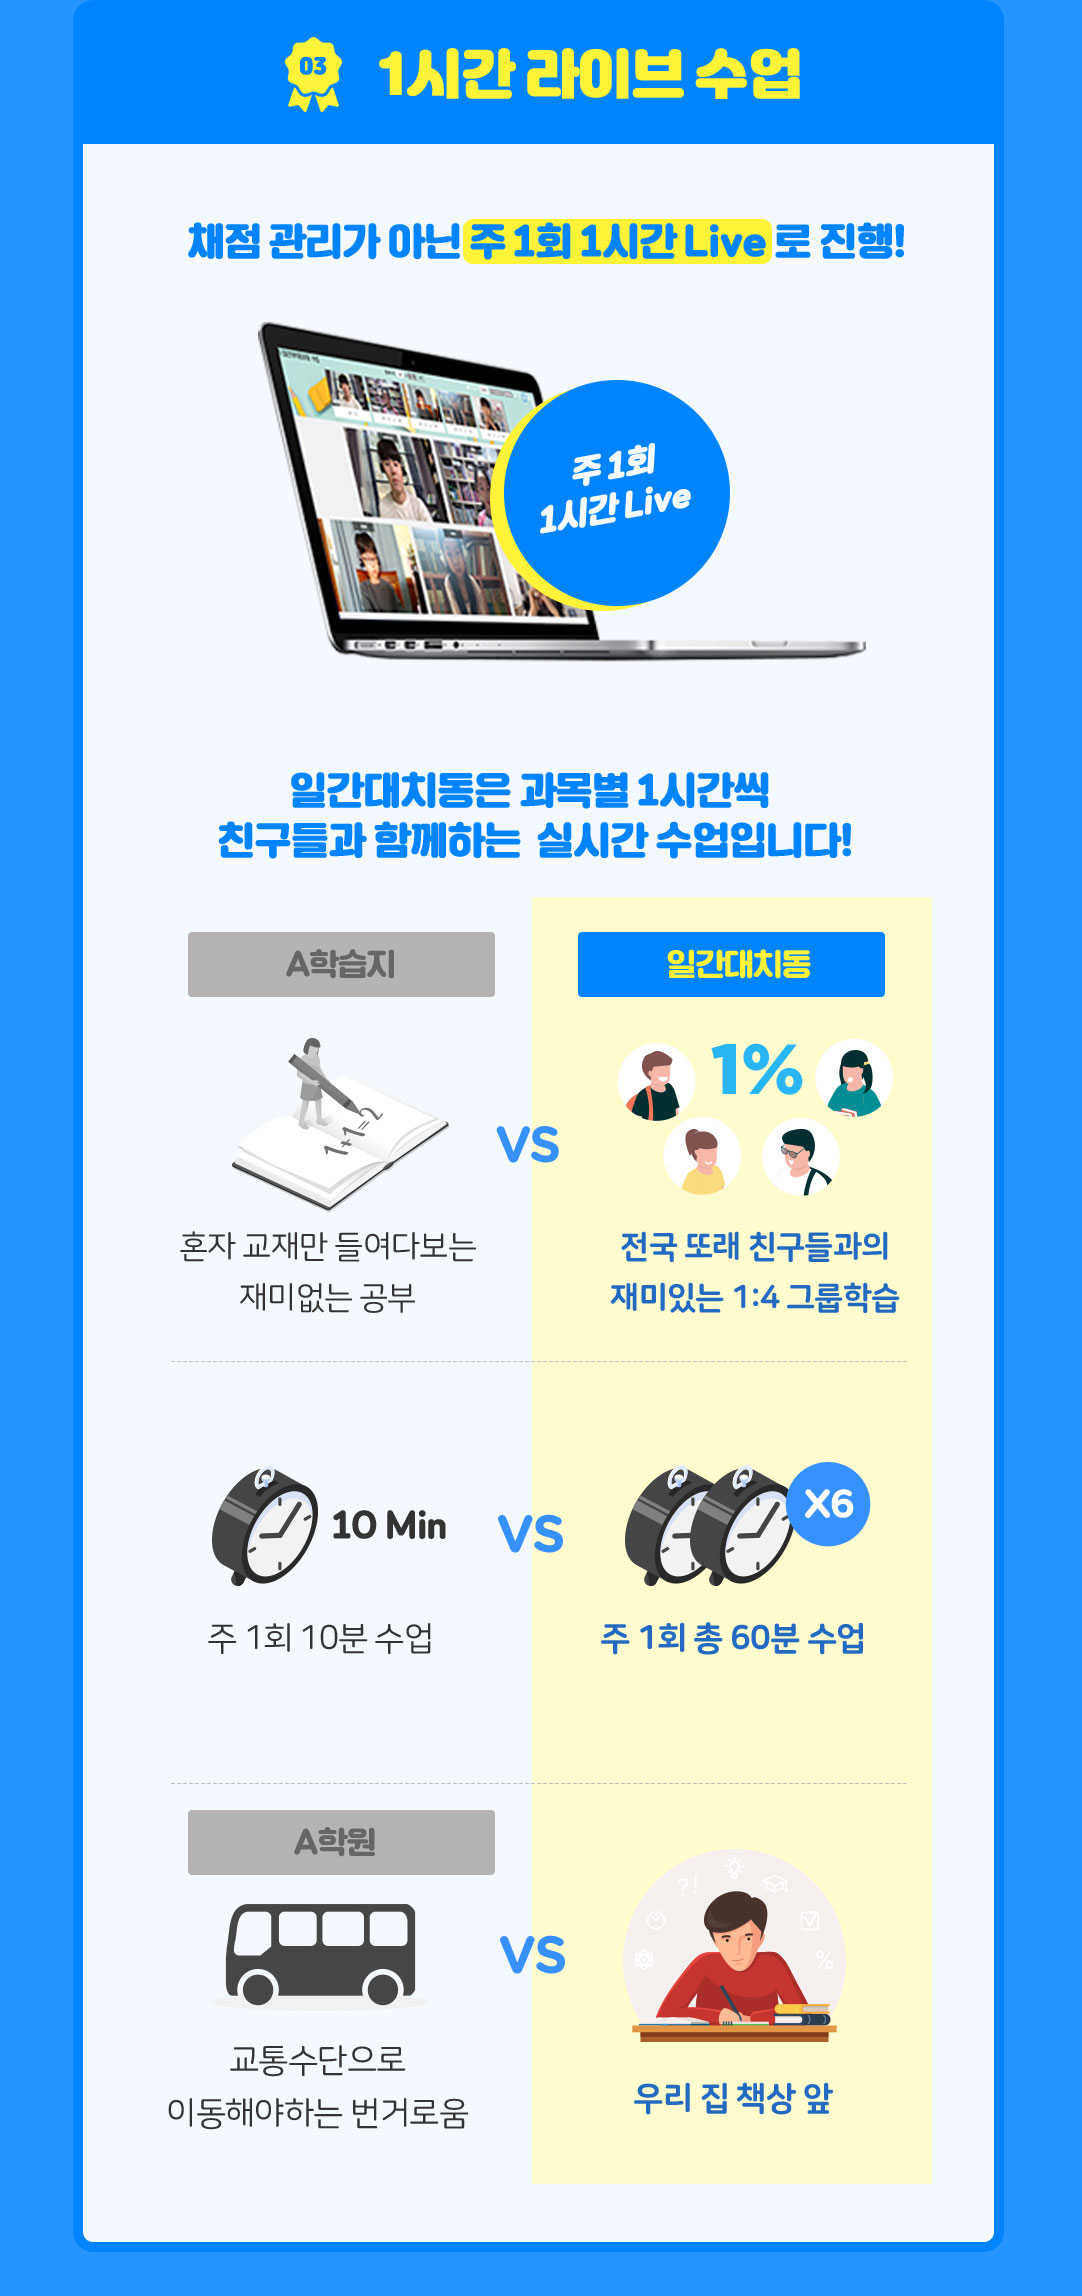 03 1시간 라이브 수업
채점 관리가 아닌 주 1회 1시간 Live로 진행!
주 1회
1시간 Live
일간대치동은 과목별 1시간씩
친구들과 함께하는 실시간 수업입니다!
A학습지
일간대치동
1+1=2
VS
1%
혼자 교재만 들여다보는
재미없는 공부
전국 또래 친구들과의
재미있는 1:4 그룹학습
10 Min
VS
X6
주 1회 10분 수업
주 1회 총 60분 수업
A학원
VS
?!
%
교통수단으로
이동해야하는 번거로움
우리 집 책상 앞